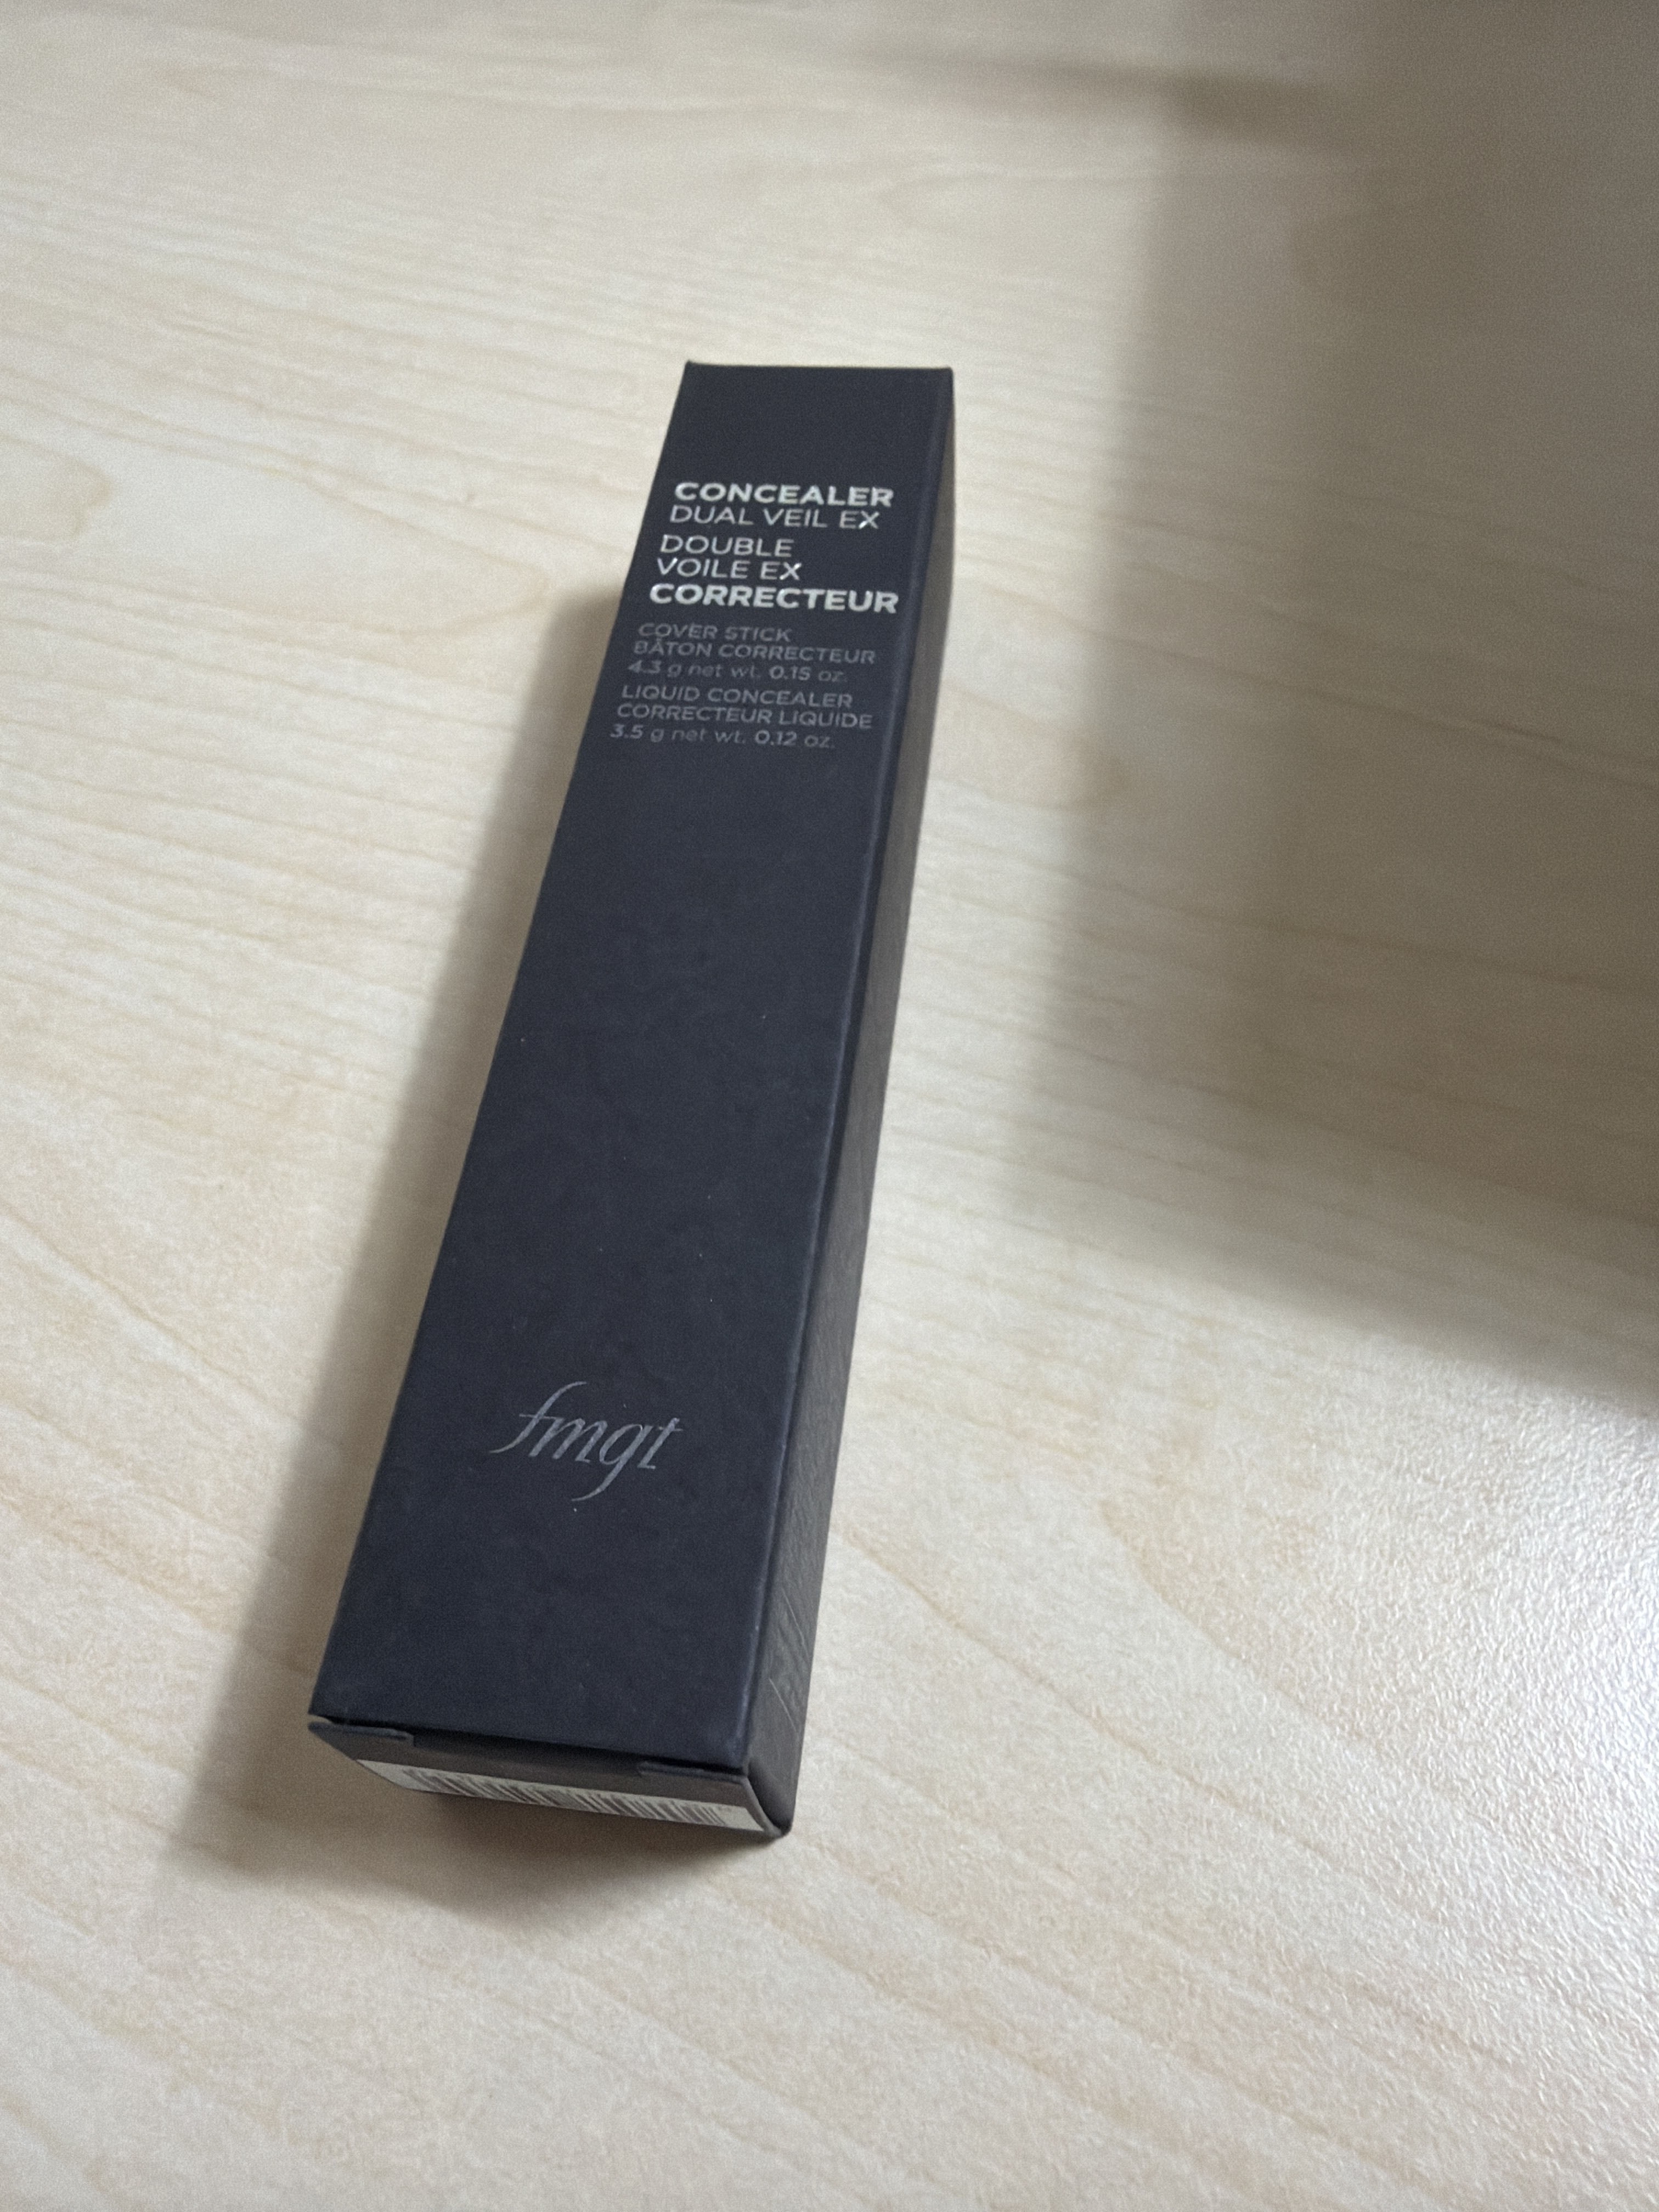 CONCEALER
DUAL VEIL EX
DOUBLE
VOILE EX
CORRECTEUR
COVER STICK
BÂTON CORRECTEUR
4.3 g net wt. 0.15 oz.
LIQUID CONCEALER
CORRECTEUR LIQUIDE
3.5 g net wt. 0.12 oz.
fmgt